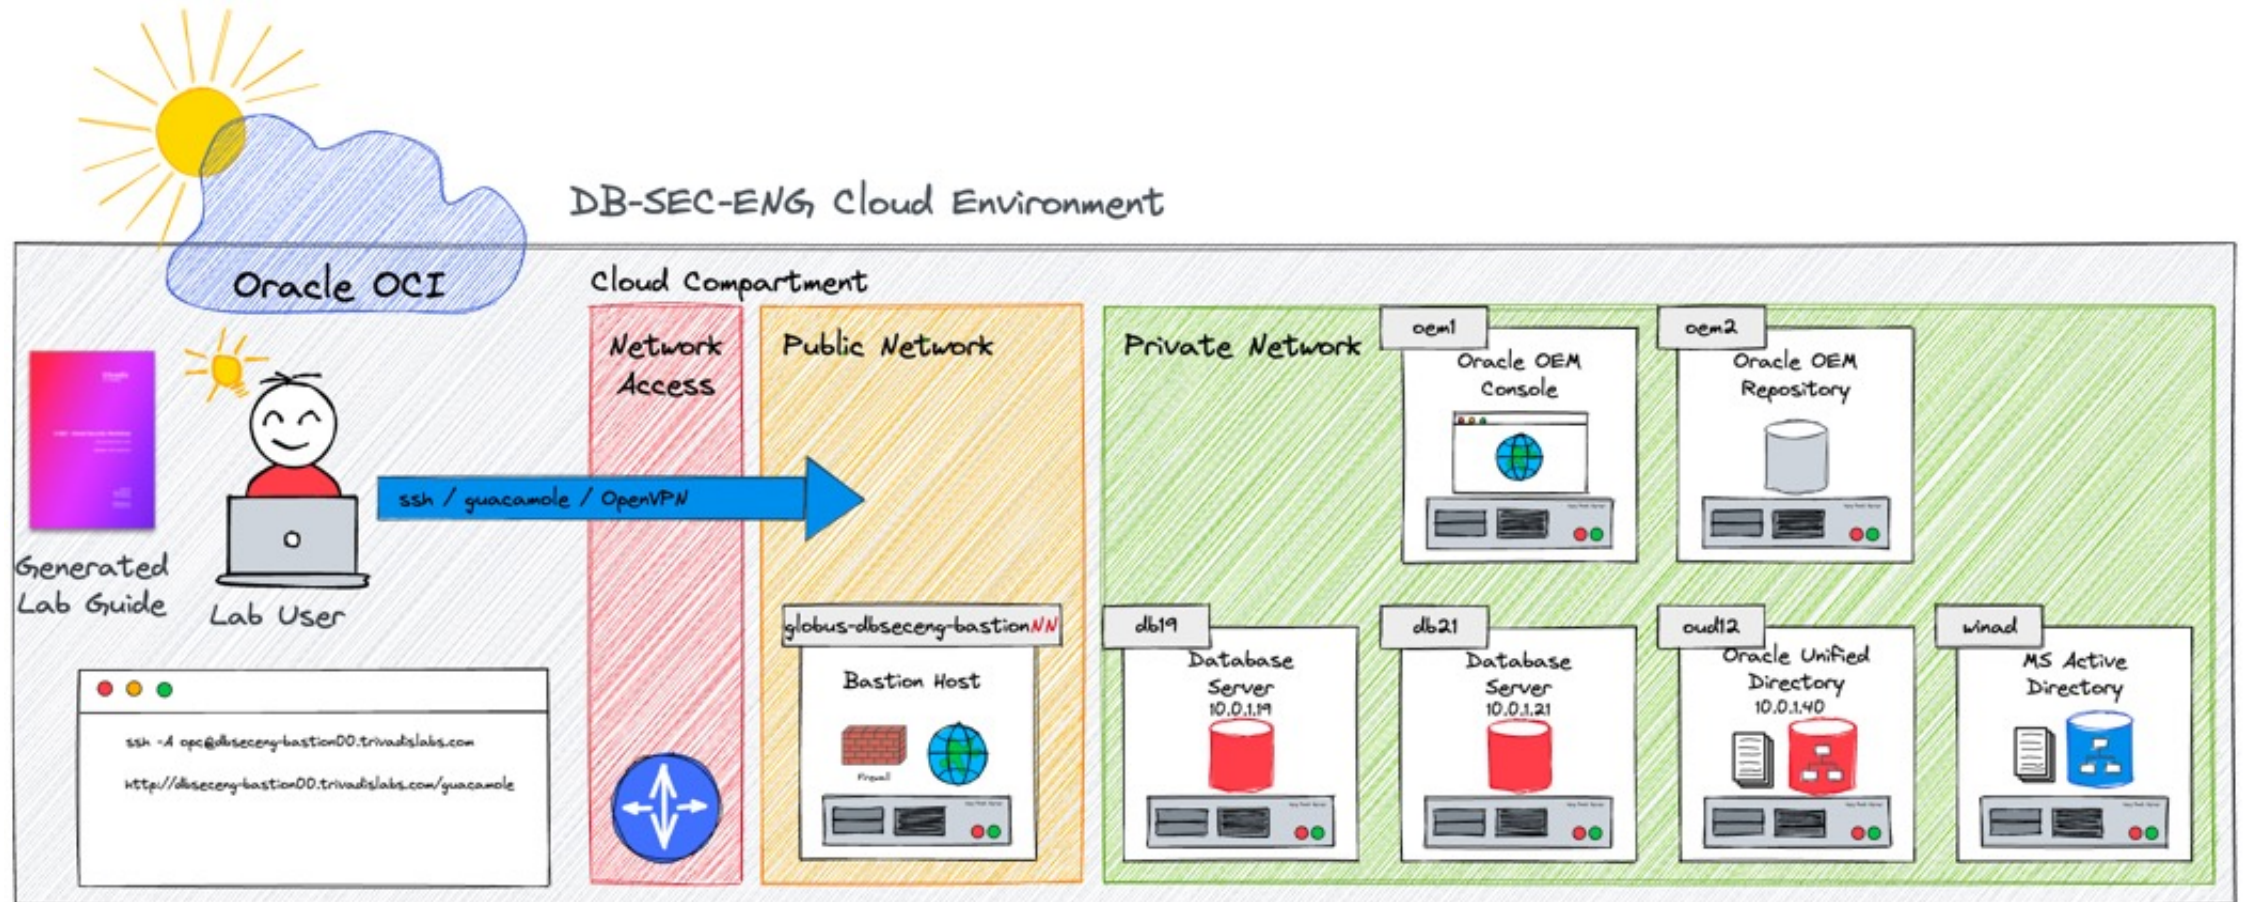 DB-SEC-ENG Cloud Environment
Oracle OCI
Cloud Compartment
Network
Access
Public Network
Private Network
oem1
Oracle OEM
Console
oem2
Oracle OEM
Repository
ssh / guacamole / OpenVPN
Generated
Lab Guide
Lab User
ssh -A opc@dbseceng-bastion00.trivadislabs.com
http://dbseceng-bastion00.trivadislabs.com/guacamole
globus-dbseceng-bastionNN
Bastion Host
Firewall
db19
Database
Server
10.0.1.19
db21
Database
Server
10.0.1.21
oud12
Oracle Unified
Directory
10.0.1.40
winad
MS Active
Directory